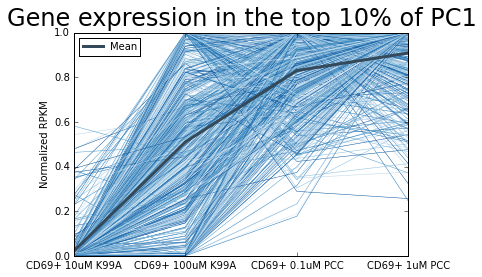 Gene expression in the top 10% of PC1
1.0
Mean
0.8
0.6
Normalized RPKM
0.4
0.2
0.0
CD69+ 10uM K99A CD69+ 100uM K99A CD69+ 0.1uM PCC CD69+ 1uM PCC